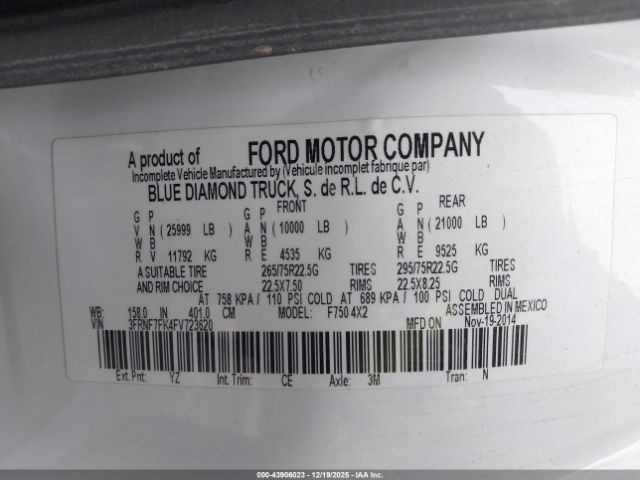 A product of FORD MOTOR COMPANY
Incomplete Vehicle Manufactured by (Vehicule incomplet fabrique par)
BLUE DIAMOND TRUCK, S. de R.L. de C.V.
FRONT REAR
G P G P G P
V N ( 25999 LB ) A N ( 10000 LB ) A N ( 21000 LB )
W B W B W B
R V 11792 KG R E 4535 KG R E 9525 KG
A SUITABLE TIRE 265/75R22.5G TIRES 295/75R22.5G TIRES
AND RIM CHOICE 22.5X7.50 RIMS 22.5X8.25 RIMS
AT 758 KPA/ 110 PSI COLD AT 689 KPA/ 100 PSI COLD DUAL
WB: 158.0 IN 401.0 CM MODEL: F750 4X2 ASSEMBLED IN MEXICO
VIN 3FRNF7FK4FV723620 MFD ON Nov-19-2014
Ext. Pnt: YZ Int. Trim: CE Axle: 3M Tran: N
000-43906023 - 12/19/2025 - IAAI.COM